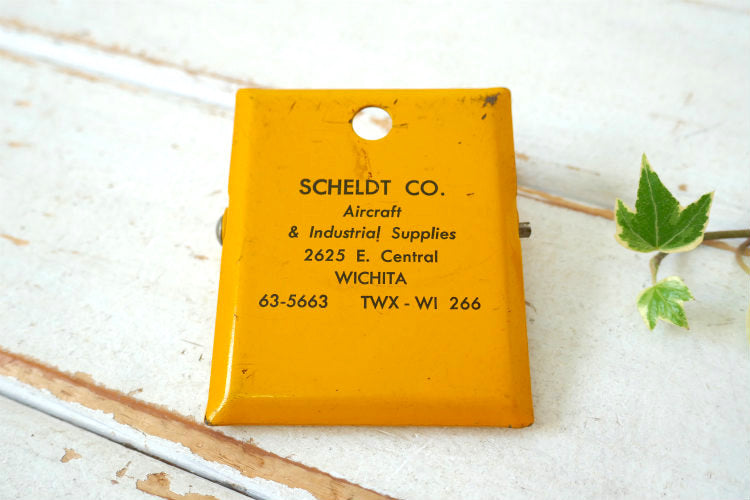 SCHELDT CO.
Aircraft
& Industrial Supplies
2625 E. Central
WICHITA
63-5663 TWX - WI 266